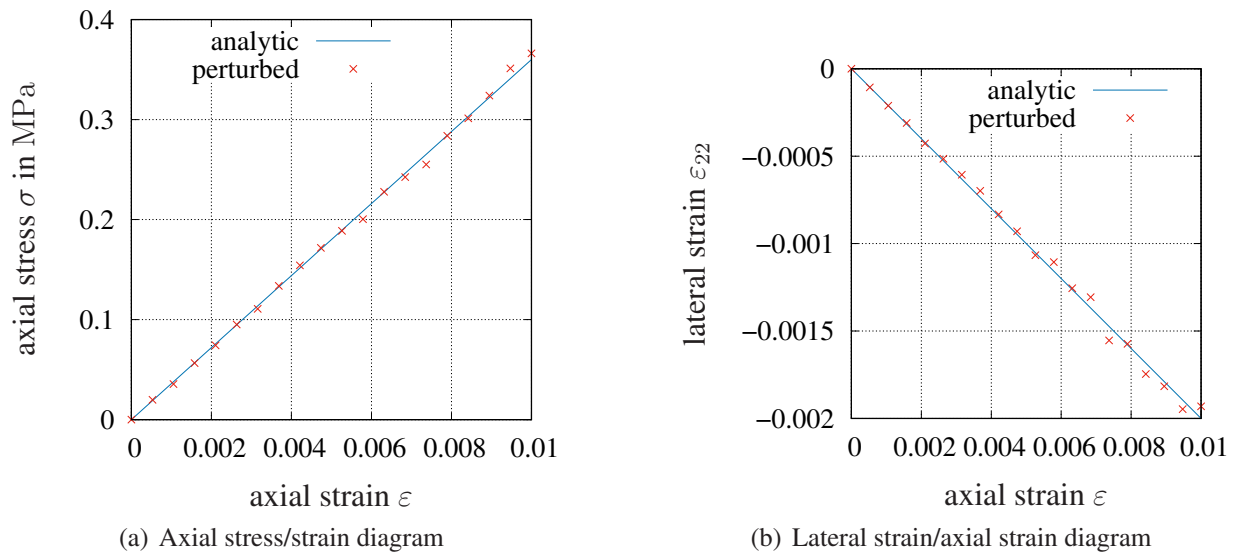 0.4
0.3
0.2
0.1
0
0 0.002 0.004 0.006 0.008 0.01
axial stress σ in MPa
axial strain ε
analytic
perturbed
(a) Axial stress/strain diagram
0
−0.0005
−0.001
−0.0015
−0.002
0 0.002 0.004 0.006 0.008 0.01
lateral strain ε₂₂
axial strain ε
analytic
perturbed
(b) Lateral strain/axial strain diagram